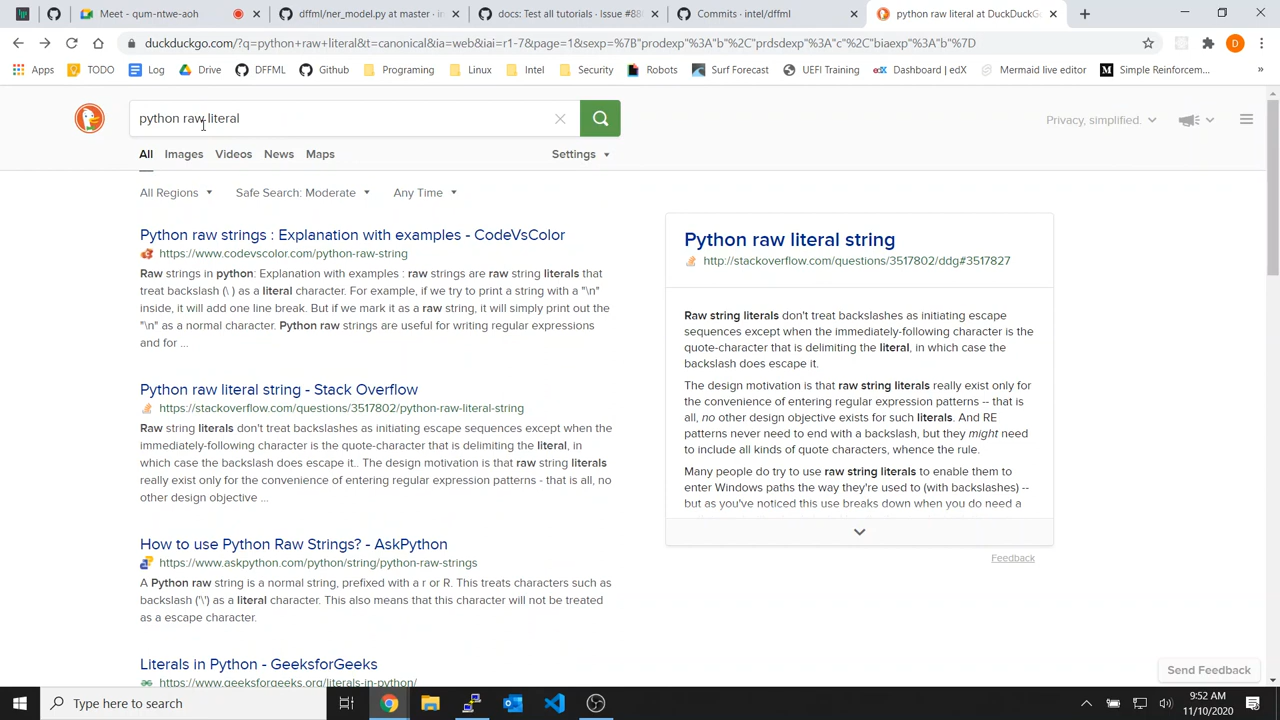 Meet - qum-ntwe-aoh
dffml/ner_model.py at master · in
docs: Test all tutorials · Issue #88
Commits · intel/dffml
python raw literal at DuckDuckGo
duckduckgo.com/?q=python+raw+literal&t=canonical&ia=web&iai=r1-7&page=1&sexp=%7B"prodexp"%3A"b"%2C"prdsdexp"%3A"c"%2C"biaexp"%3A"b"%7D
D
Apps
TODO
Log
Drive
DFFML
Github
Programing
Linux
Intel
Security
Robots
Surf Forecast
UEFI Training
edX
Dashboard | edX
Mermaid live editor
M
Simple Reinforcem...
»
python raw literal
Privacy, simplified.
All Images Videos News Maps Settings
All Regions Safe Search: Moderate Any Time
Python raw strings : Explanation with examples - CodeVsColor
https://www.codevscolor.com/python-raw-string
Raw strings in python: Explanation with examples : raw strings are raw string literals that
treat backslash (\ ) as a literal character. For example, if we try to print a string with a "\n"
inside, it will add one line break. But if we mark it as a raw string, it will simply print out the
"\n" as a normal character. Python raw strings are useful for writing regular expressions
and for ...
Python raw literal string - Stack Overflow
https://stackoverflow.com/questions/3517802/python-raw-literal-string
Raw string literals don't treat backslashes as initiating escape sequences except when the
immediately-following character is the quote-character that is delimiting the literal, in
which case the backslash does escape it.. The design motivation is that raw string literals
really exist only for the convenience of entering regular expression patterns - that is all, no
other design objective ...
How to use Python Raw Strings? - AskPython
https://www.askpython.com/python/string/python-raw-strings
A Python raw string is a normal string, prefixed with a r or R. This treats characters such as
backslash ('\') as a literal character. This also means that this character will not be treated
as a escape character.
Literals in Python - GeeksforGeeks
https://www.geeksforgeeks.org/literals-in-python/
Python raw literal string
http://stackoverflow.com/questions/3517802/ddg#3517827
Raw string literals don't treat backslashes as initiating escape
sequences except when the immediately-following character is the
quote-character that is delimiting the literal, in which case the
backslash does escape it.
The design motivation is that raw string literals really exist only for
the convenience of entering regular expression patterns -- that is
all, no other design objective exists for such literals. And RE
patterns never need to end with a backslash, but they might need
to include all kinds of quote characters, whence the rule.
Many people do try to use raw string literals to enable them to
enter Windows paths the way they're used to (with backslashes) --
but as you've noticed this use breaks down when you do need a
Feedback
Send Feedback
Type here to search
9:52 AM
11/10/2020